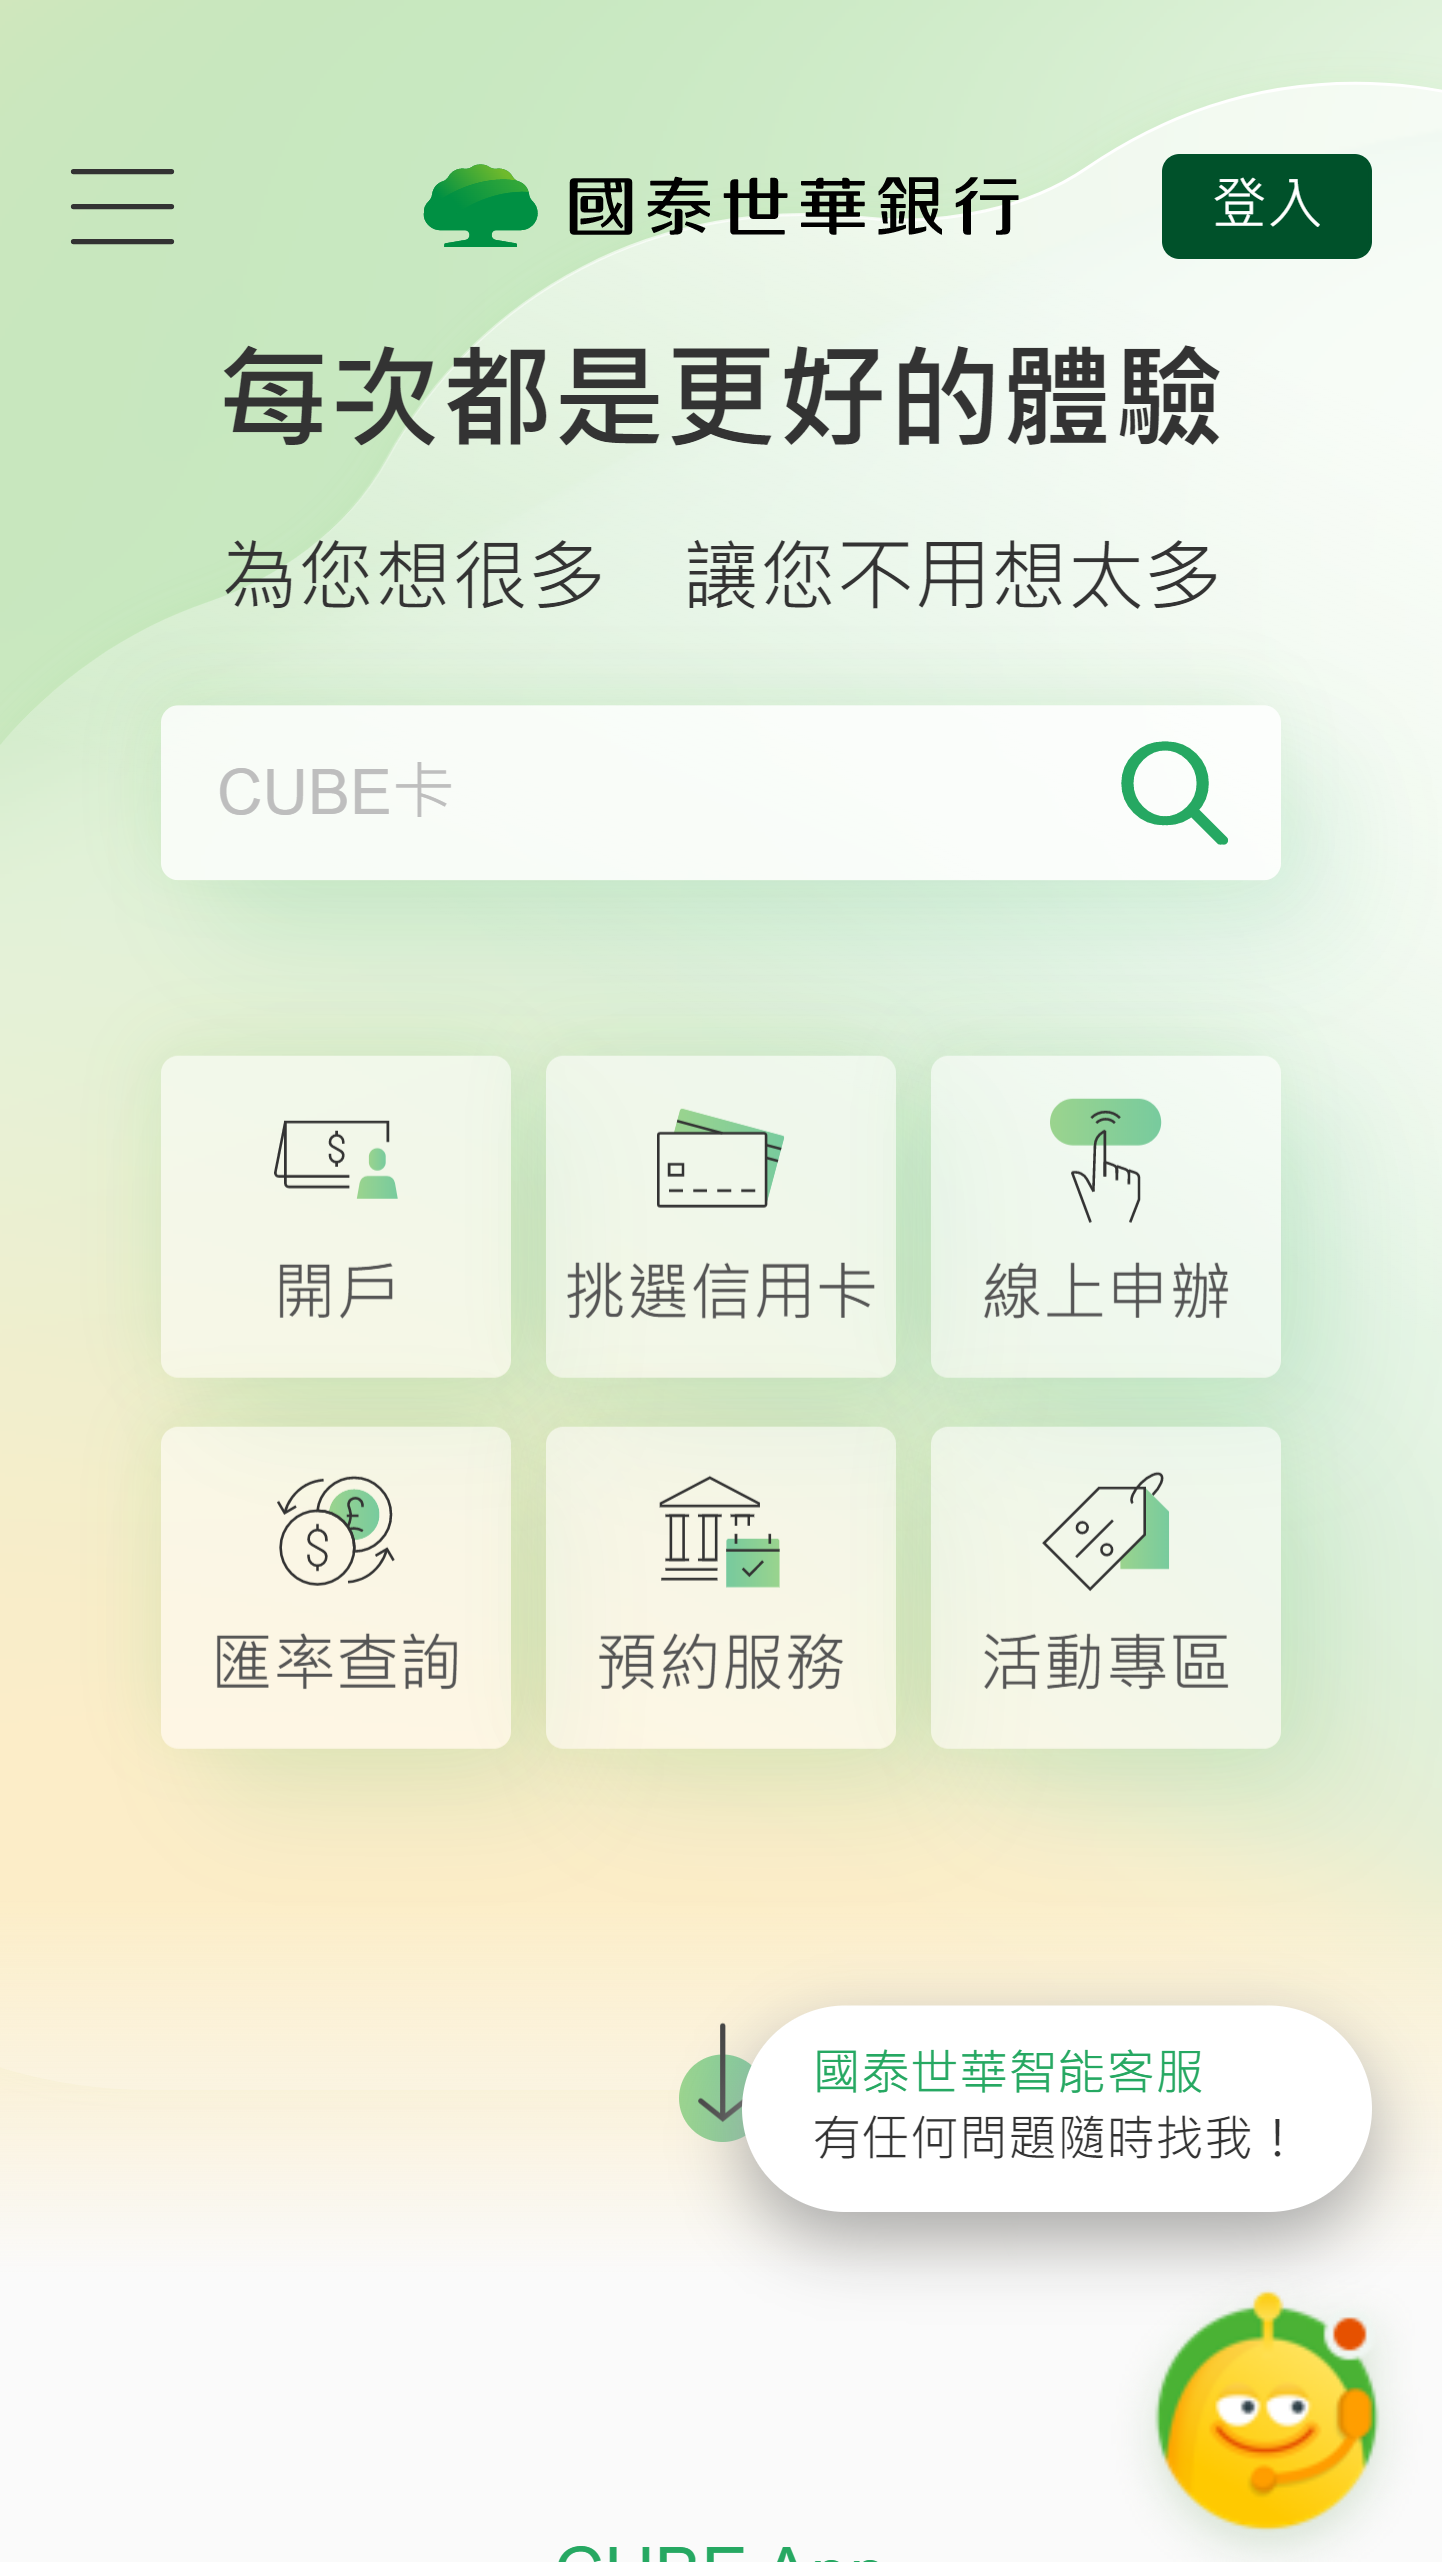 國泰世華銀行
登入
每次都是更好的體驗
為您想很多　讓您不用想太多
CUBE卡
開戶
挑選信用卡
線上申辦
匯率查詢
預約服務
活動專區
國泰世華智能客服
有任何問題隨時找我！
CUBE App